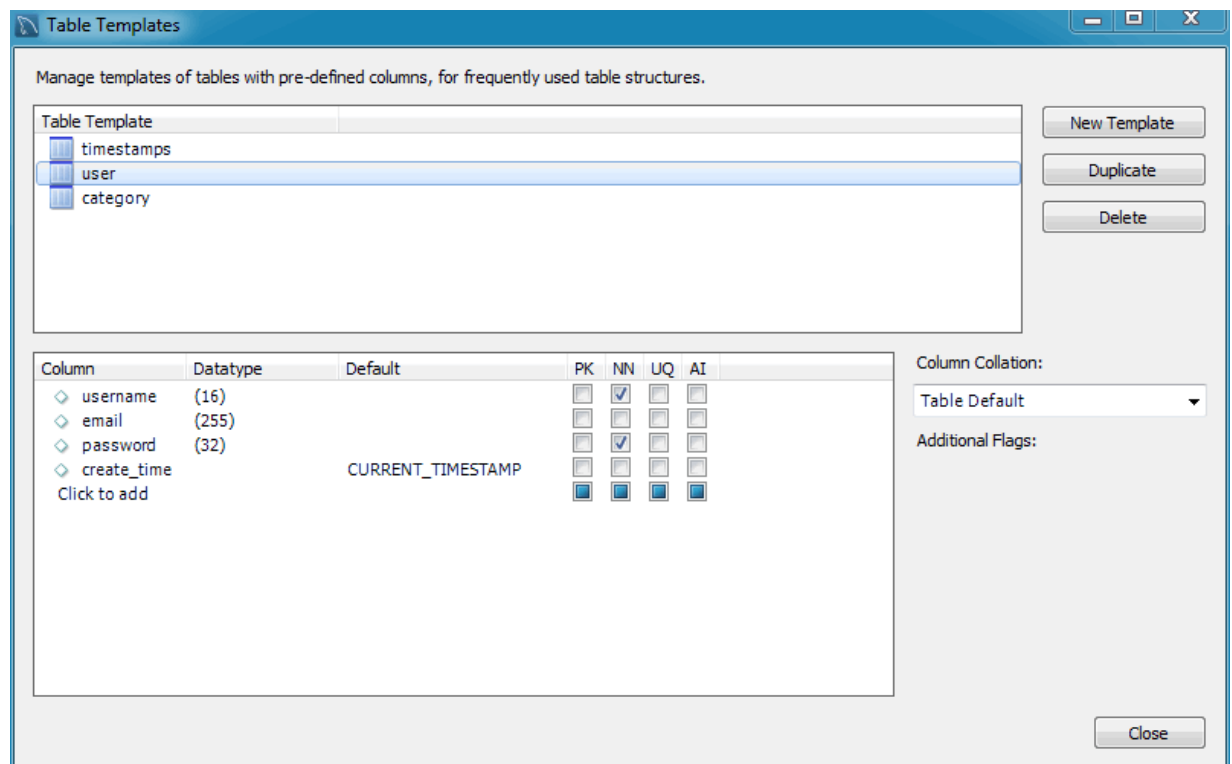 Table Templates
Manage templates of tables with pre-defined columns, for frequently used table structures.
Table Template
timestamps
user
category
New Template
Duplicate
Delete
Column Datatype Default PK NN UQ AI
username (16)
email (255)
password (32)
create_time CURRENT_TIMESTAMP
Click to add
Column Collation:
Table Default
Additional Flags:
Close